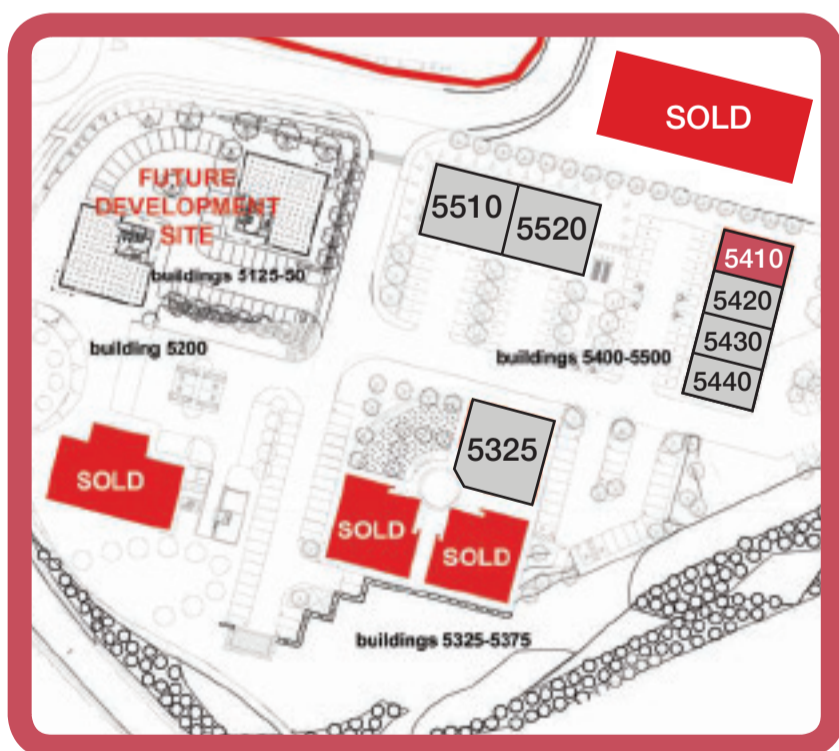 SOLD
FUTURE
DEVELOPMENT
SITE
buildings 5125-50
building 5200
5510
5520
5410
5420
5430
5440
buildings 5400-5500
5325
SOLD
SOLD
SOLD
buildings 5325-5375